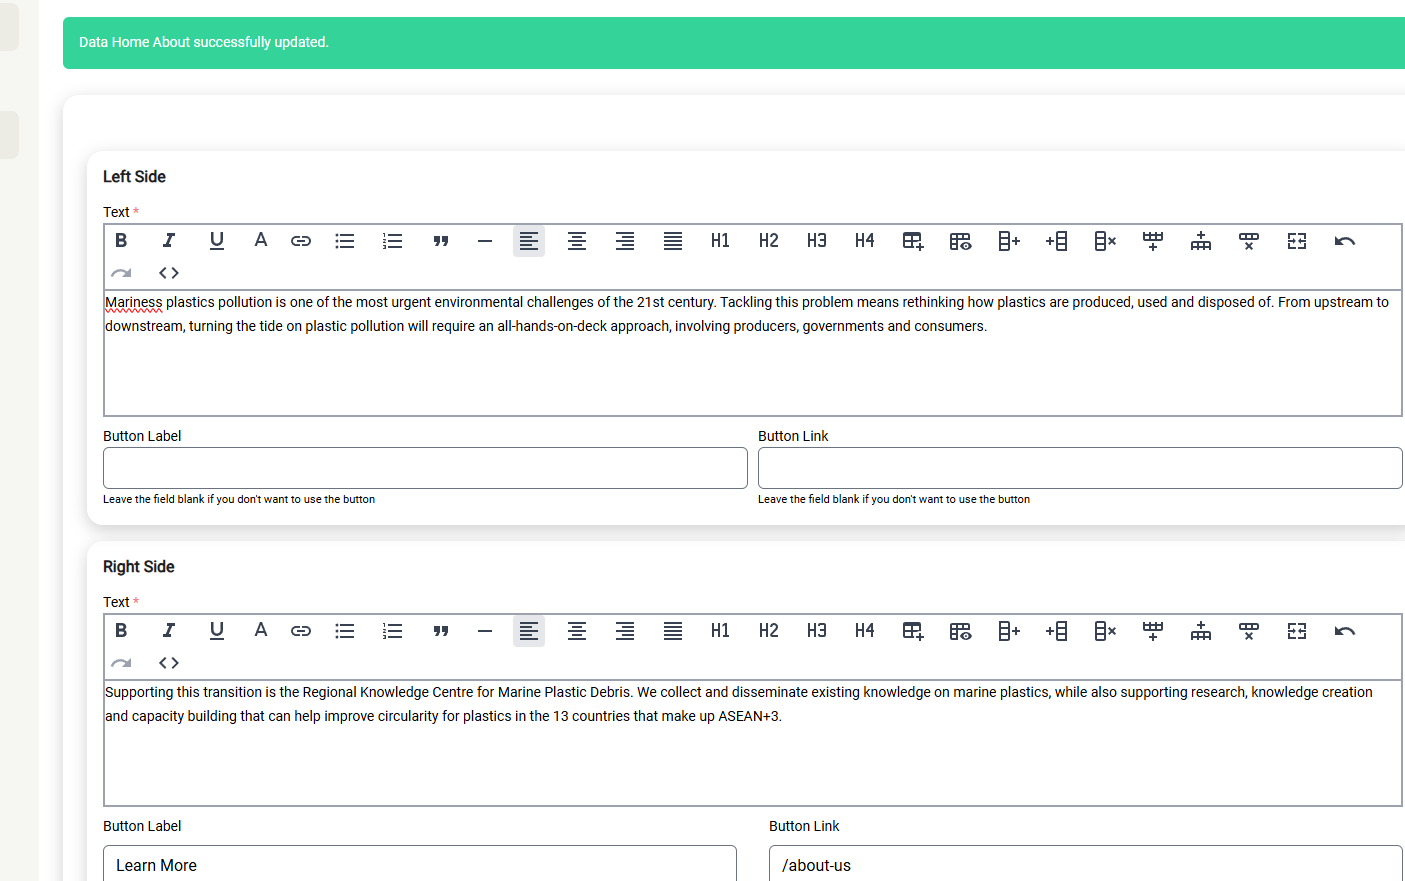 Data Home About successfully updated.
Left Side
Text *
B I U A H1 H2 H3 H4
Mariness plastics pollution is one of the most urgent environmental challenges of the 21st century. Tackling this problem means rethinking how plastics are produced, used and disposed of. From upstream to
downstream, turning the tide on plastic pollution will require an all-hands-on-deck approach, involving producers, governments and consumers.
Button Label Button Link
Leave the field blank if you don't want to use the button Leave the field blank if you don't want to use the button
Right Side
Text *
B I U A H1 H2 H3 H4
Supporting this transition is the Regional Knowledge Centre for Marine Plastic Debris. We collect and disseminate existing knowledge on marine plastics, while also supporting research, knowledge creation
and capacity building that can help improve circularity for plastics in the 13 countries that make up ASEAN+3.
Button Label Button Link
Learn More /about-us